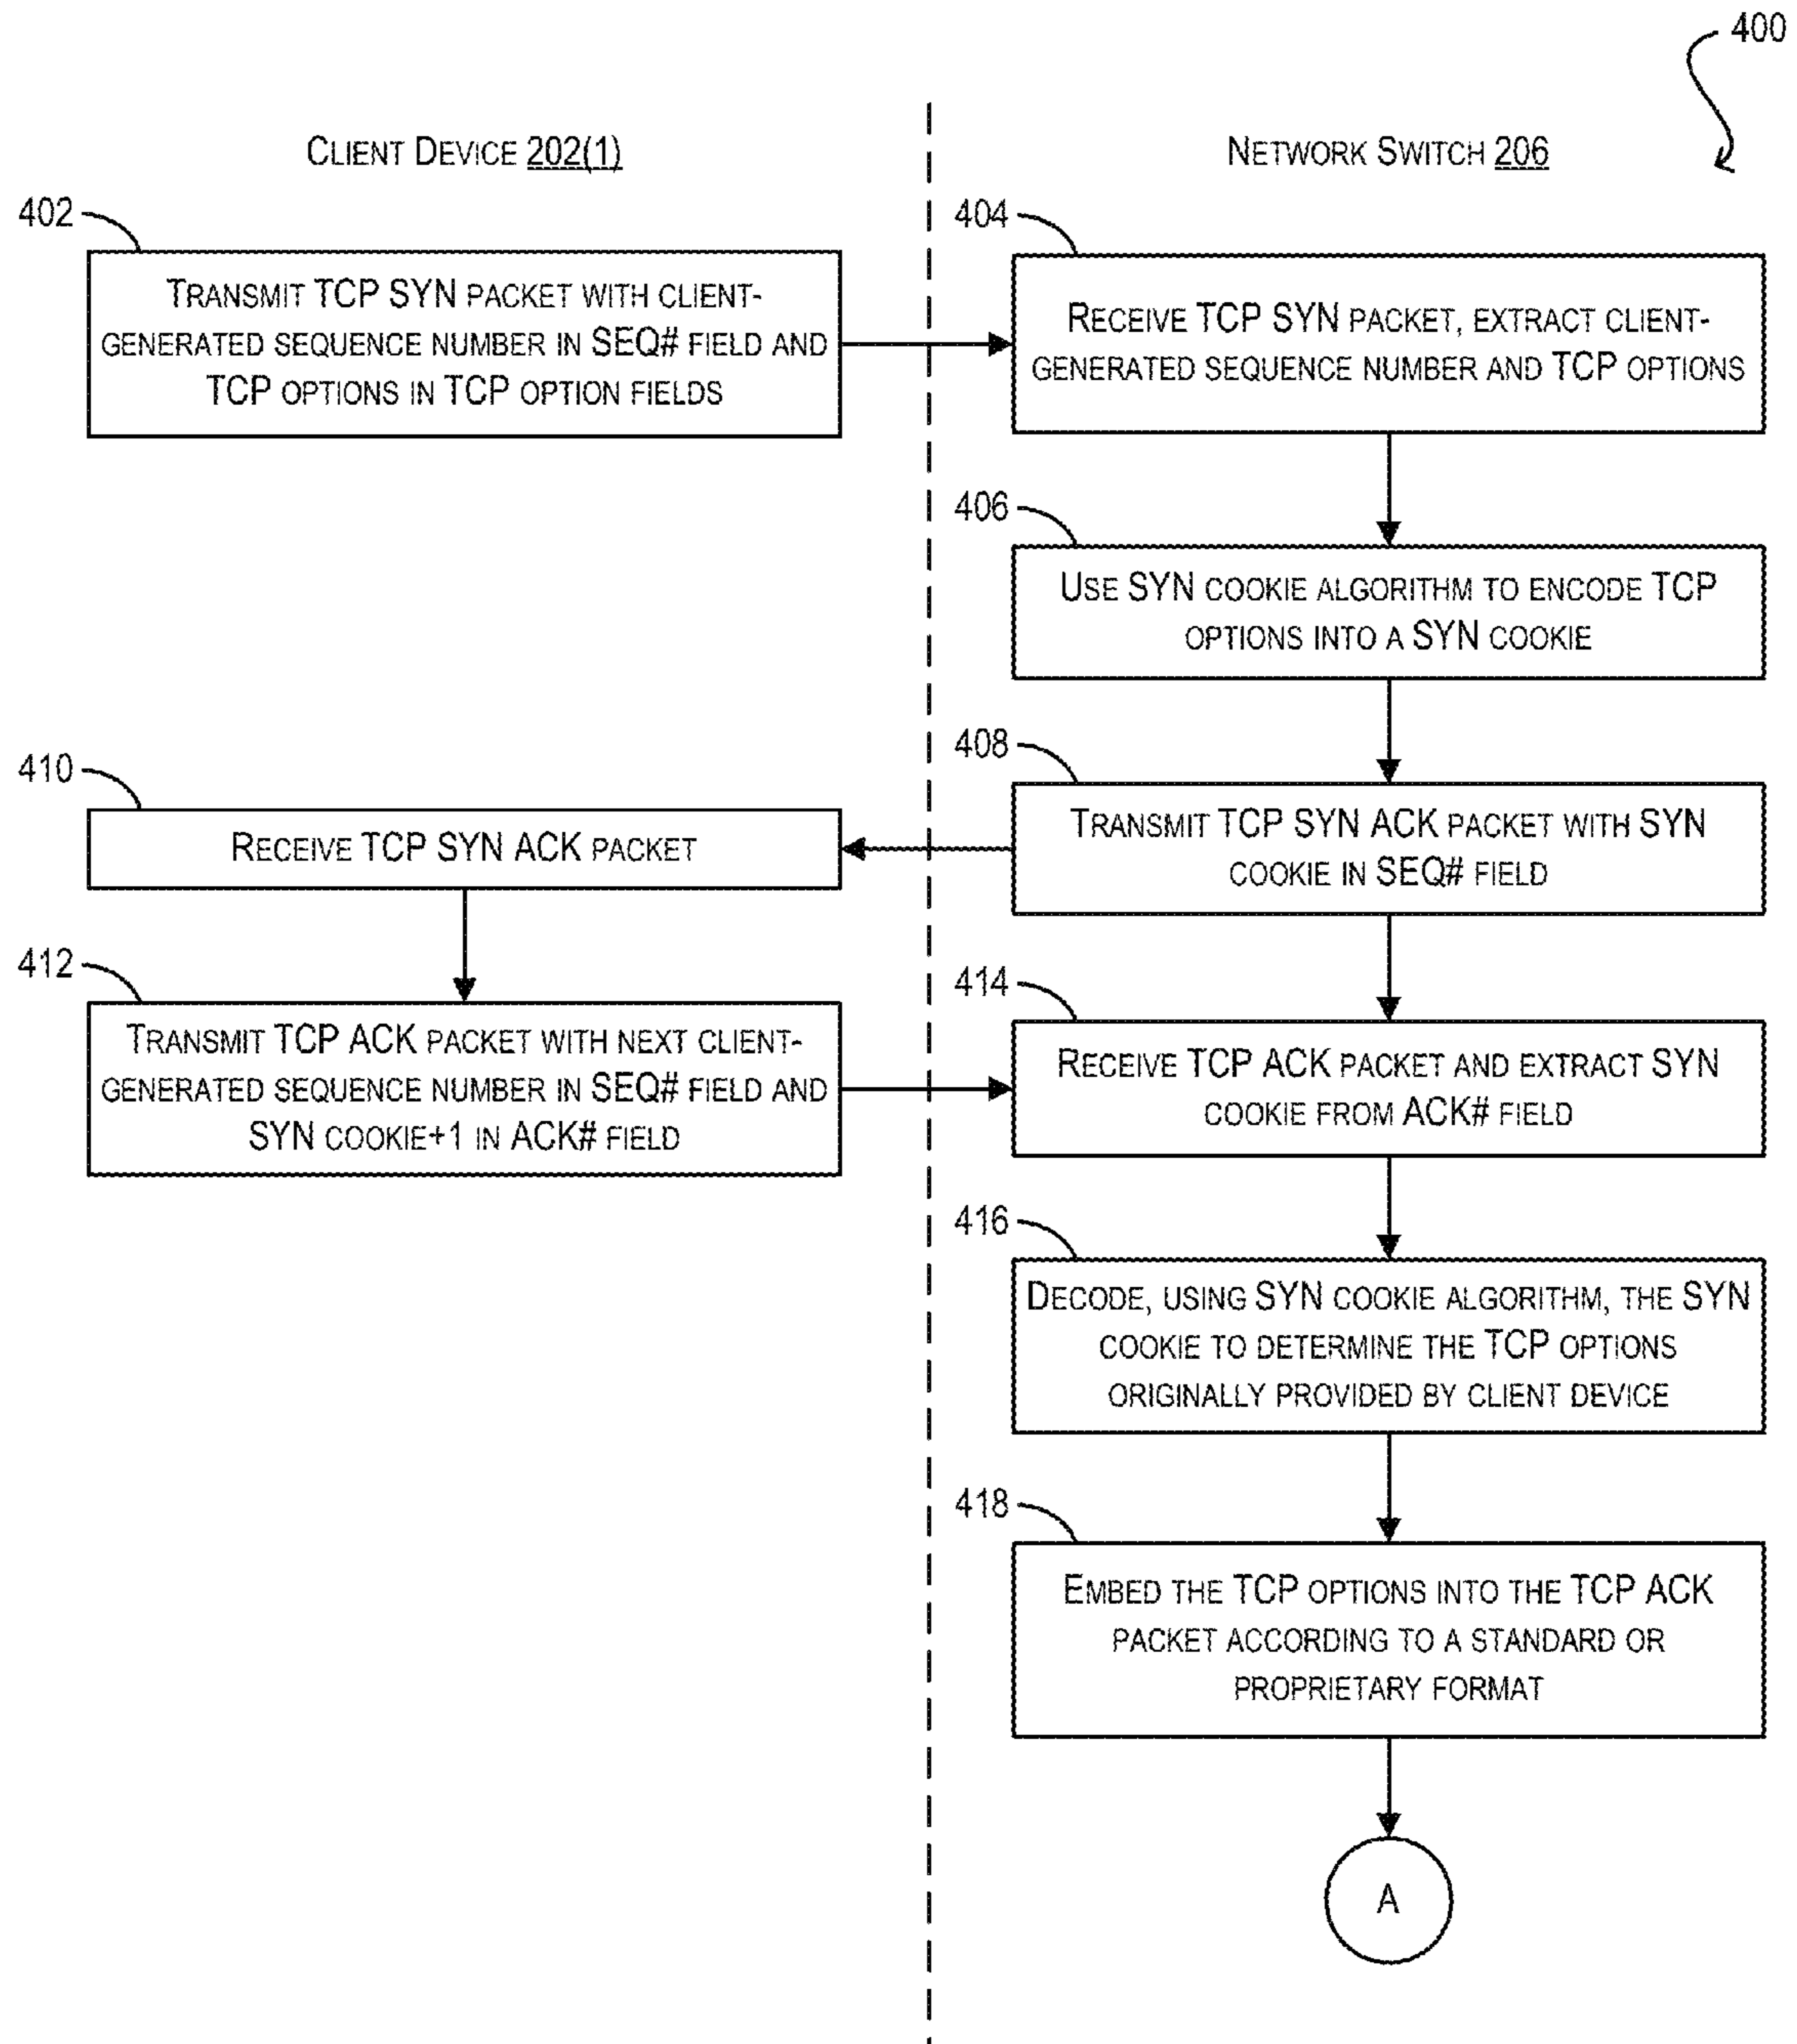 400
CLIENT DEVICE 202(1)
NETWORK SWITCH 206
402
TRANSMIT TCP SYN PACKET WITH CLIENT-
GENERATED SEQUENCE NUMBER IN SEQ# FIELD AND
TCP OPTIONS IN TCP OPTION FIELDS
404
RECEIVE TCP SYN PACKET, EXTRACT CLIENT-
GENERATED SEQUENCE NUMBER AND TCP OPTIONS
406
USE SYN COOKIE ALGORITHM TO ENCODE TCP
OPTIONS INTO A SYN COOKIE
408
TRANSMIT TCP SYN ACK PACKET WITH SYN
COOKIE IN SEQ# FIELD
410
RECEIVE TCP SYN ACK PACKET
412
TRANSMIT TCP ACK PACKET WITH NEXT CLIENT-
GENERATED SEQUENCE NUMBER IN SEQ# FIELD AND
SYN COOKIE+1 IN ACK# FIELD
414
RECEIVE TCP ACK PACKET AND EXTRACT SYN
COOKIE FROM ACK# FIELD
416
DECODE, USING SYN COOKIE ALGORITHM, THE SYN
COOKIE TO DETERMINE THE TCP OPTIONS
ORIGINALLY PROVIDED BY CLIENT DEVICE
418
EMBED THE TCP OPTIONS INTO THE TCP ACK
PACKET ACCORDING TO A STANDARD OR
PROPRIETARY FORMAT
A